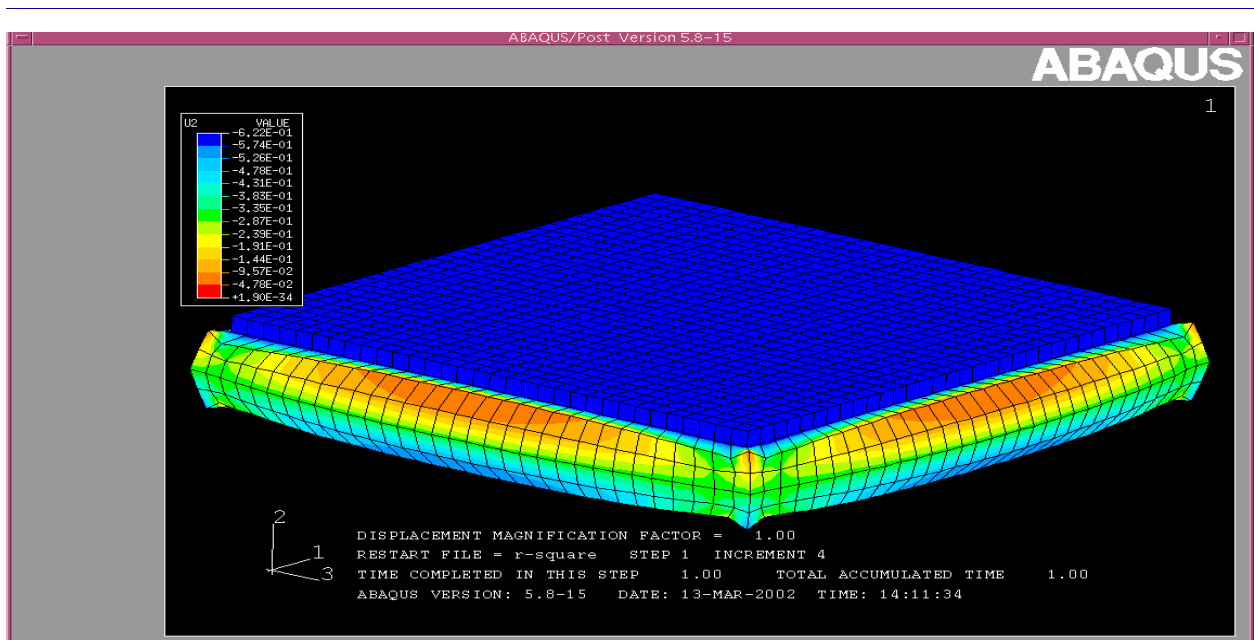 ABAQUS/Post Version 5.8-15
ABAQUS
1
U2 VALUE
-6.22E-01
-5.74E-01
-5.26E-01
-4.78E-01
-4.31E-01
-3.83E-01
-3.35E-01
-2.87E-01
-2.39E-01
-1.91E-01
-1.44E-01
-9.57E-02
-4.78E-02
+1.90E-34
2
1
3
DISPLACEMENT MAGNIFICATION FACTOR = 1.00
RESTART FILE = r-square STEP 1 INCREMENT 4
TIME COMPLETED IN THIS STEP 1.00 TOTAL ACCUMULATED TIME 1.00
ABAQUS VERSION: 5.8-15 DATE: 13-MAR-2002 TIME: 14:11:34